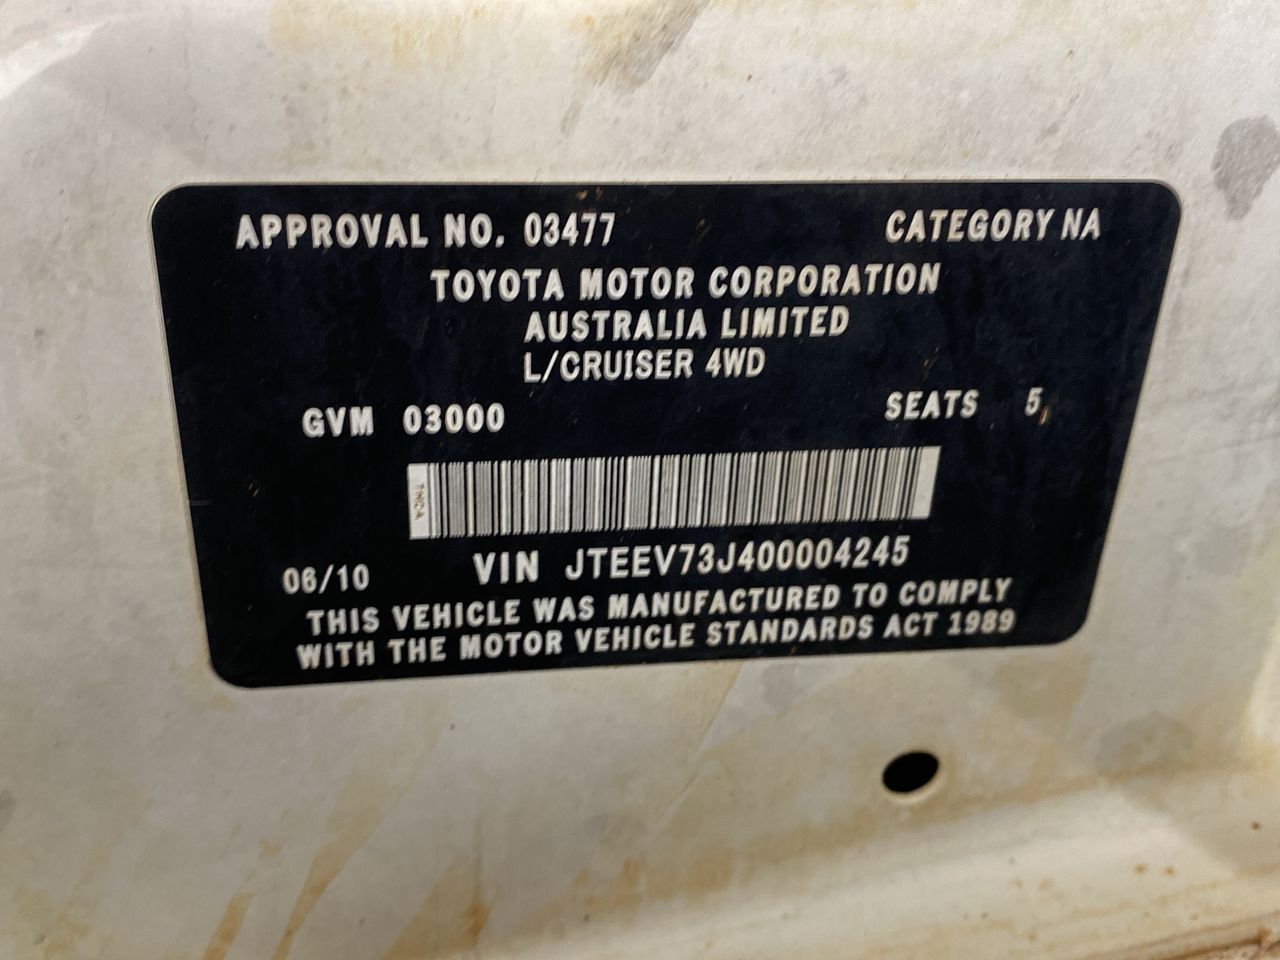 APPROVAL NO. 03477 CATEGORY NA
TOYOTA MOTOR CORPORATION
AUSTRALIA LIMITED
L/CRUISER 4WD
GVM 03000 SEATS 5
06/10 VIN JTEEV73J400004245
THIS VEHICLE WAS MANUFACTURED TO COMPLY
WITH THE MOTOR VEHICLE STANDARDS ACT 1989